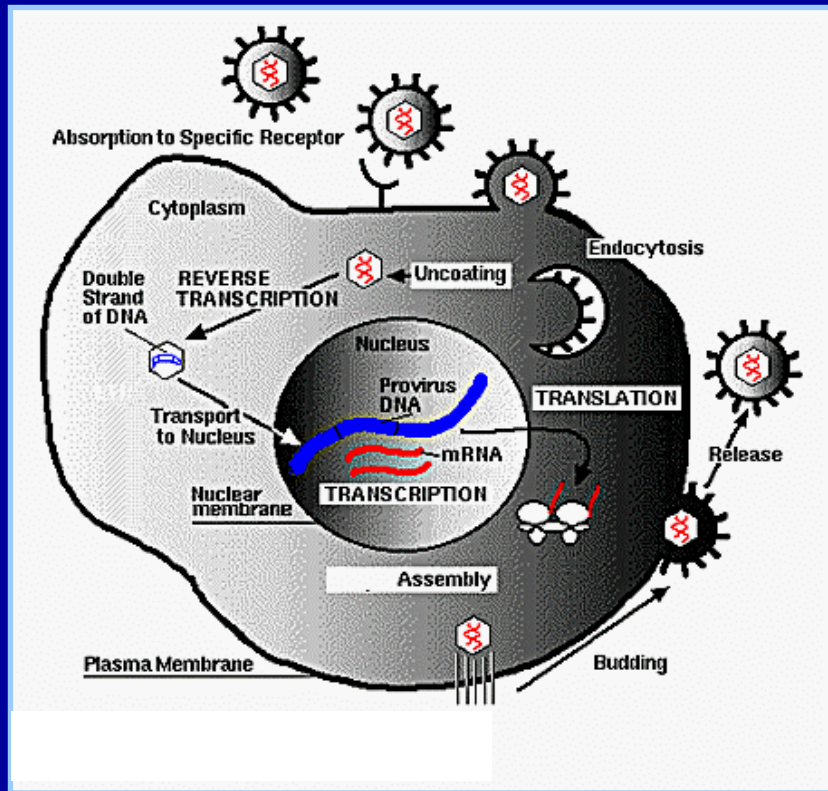 Absorption to Specific Receptor
Cytoplasm
Endocytosis
Uncoating
REVERSE
TRANSCRIPTION
Double
Strand
of DNA
Nucleus
Provirus
DNA
TRANSLATION
Transport
to Nucleus
mRNA
Release
TRANSCRIPTION
Nuclear
membrane
Assembly
Plasma Membrane
Budding